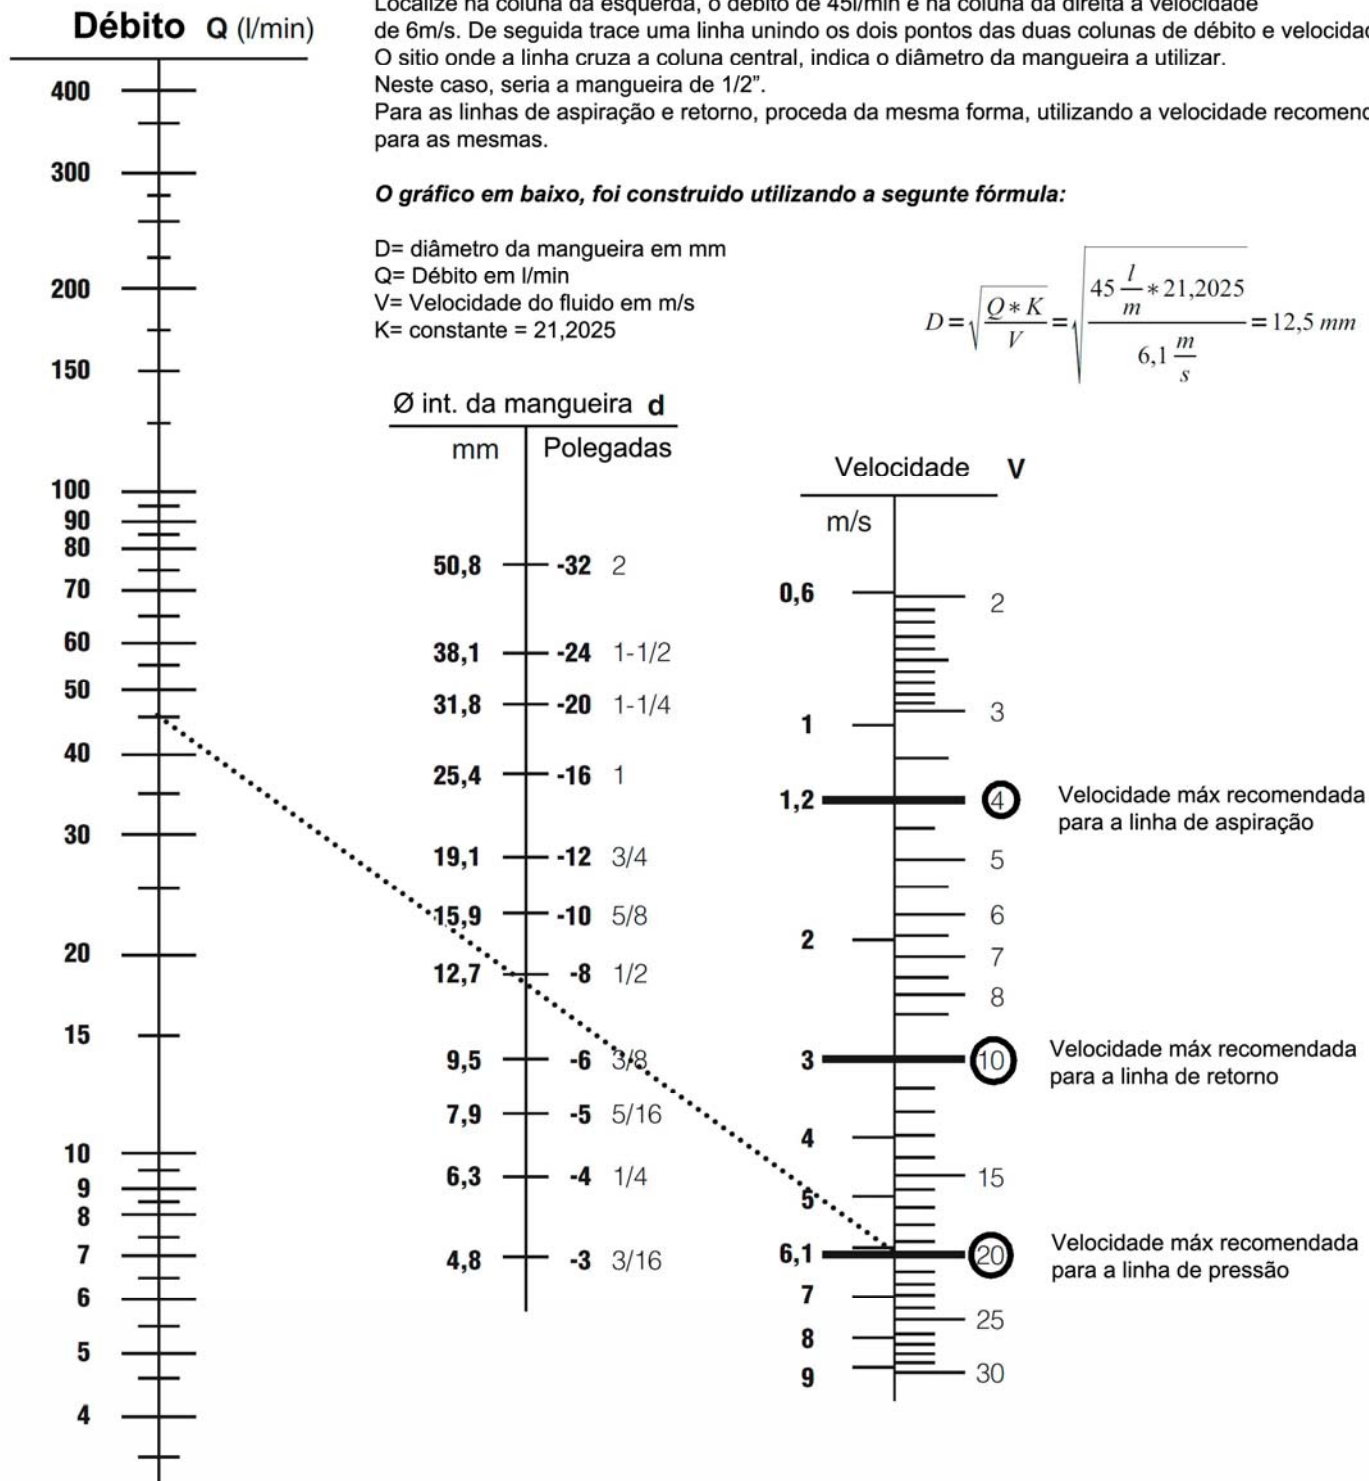 Localize na coluna da esquerda, o débito de 45l/min e na coluna da direita a velocidade
de 6m/s. De seguida trace uma linha unindo os dois pontos das duas colunas de débito e
O sitio onde a linha cruza a coluna central, indica o diâmetro da mangueira a utilizar.
Neste caso, seria a mangueira de 1/2”.
Para as linhas de aspiração e retorno, proceda da mesma forma, utilizando a velocidade
para as mesmas.
O gráfico em baixo, foi construido utilizando a segunte fórmula:
D= diâmetro da mangueira em mm
Q= Débito em l/min
V= Velocidade do fluido em m/s
K= constante = 21,2025
D = √(Q * K / V) = √(45 l/m * 21,2025 / 6,1 m/s) = 12,5 mm
Débito Q (l/min)
400
300
200
150
100
90
80
70
60
50
40
30
20
15
10
9
8
7
6
5
4
Ø int. da mangueira d
mm Polegadas
50,8 -32 2
38,1 -24 1-1/2
31,8 -20 1-1/4
25,4 -16 1
19,1 -12 3/4
15,9 -10 5/8
12,7 -8 1/2
9,5 -6 3/8
7,9 -5 5/16
6,3 -4 1/4
4,8 -3 3/16
Velocidade V
m/s
0,6 2
3
1
1,2 4 Velocidade máx recomendada
para a linha de aspiração
5
6
2
7
8
3 10 Velocidade máx recomendada
para a linha de retorno
4
15
5
6,1 20 Velocidade máx recomendada
para a linha de pressão
7
25
8
9 30